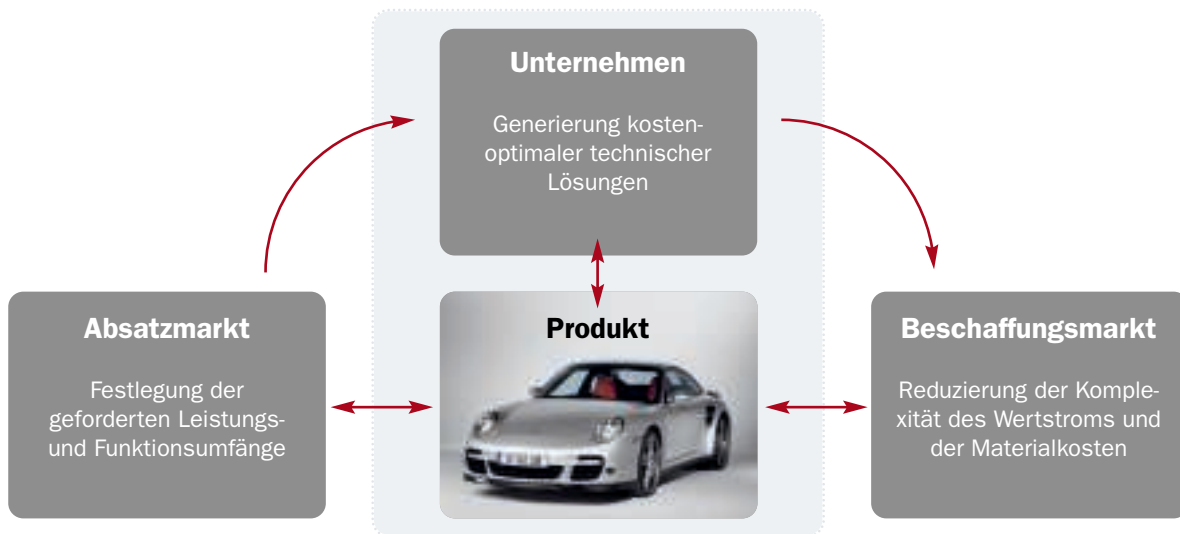 Unternehmen
Generierung kosten-
optimaler technischer
Lösungen
Absatzmarkt
Festlegung der
geforderten Leistungs-
und Funktionsumfänge
Produkt
Beschaffungsmarkt
Reduzierung der Komple-
xität des Wertstroms und
der Materialkosten